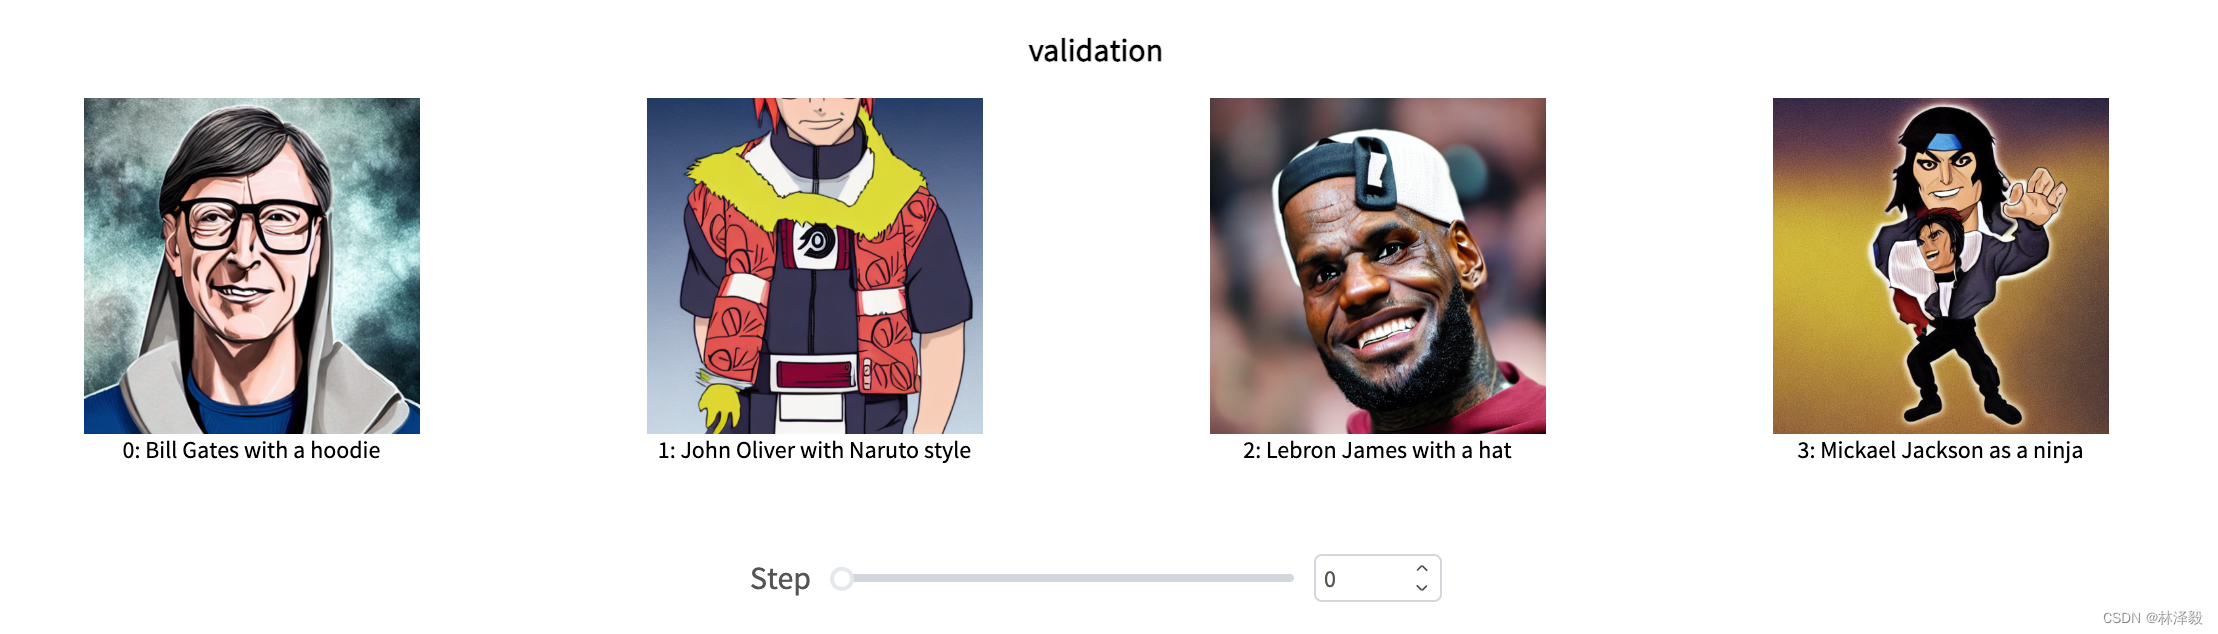 validation
0: Bill Gates with a hoodie
1: John Oliver with Naruto style
2: Lebron James with a hat
3: Mickael Jackson as a ninja
Step
0
CSDN @林泽毅